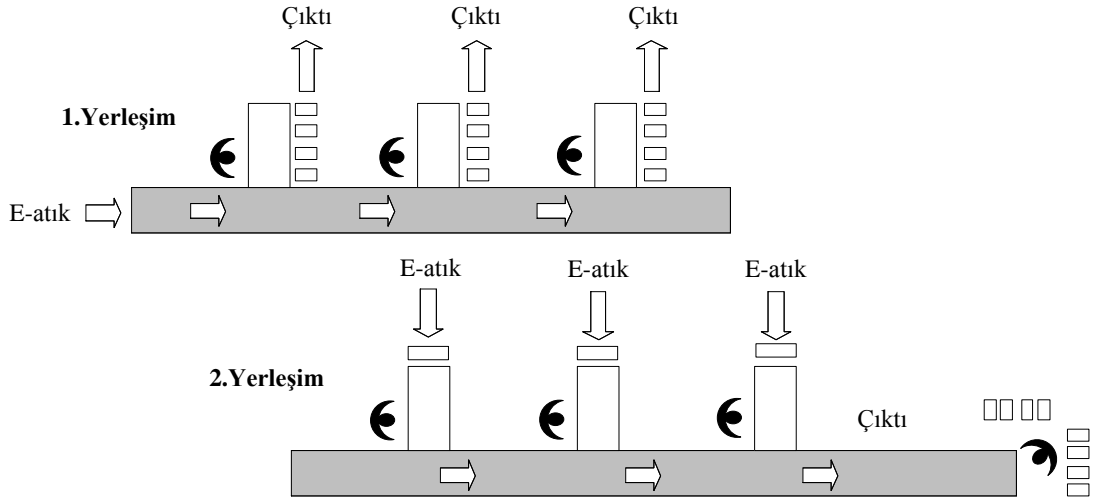 Çıktı Çıktı Çıktı
1.Yerleşim
E-atık
E-atık E-atık E-atık
2.Yerleşim
Çıktı